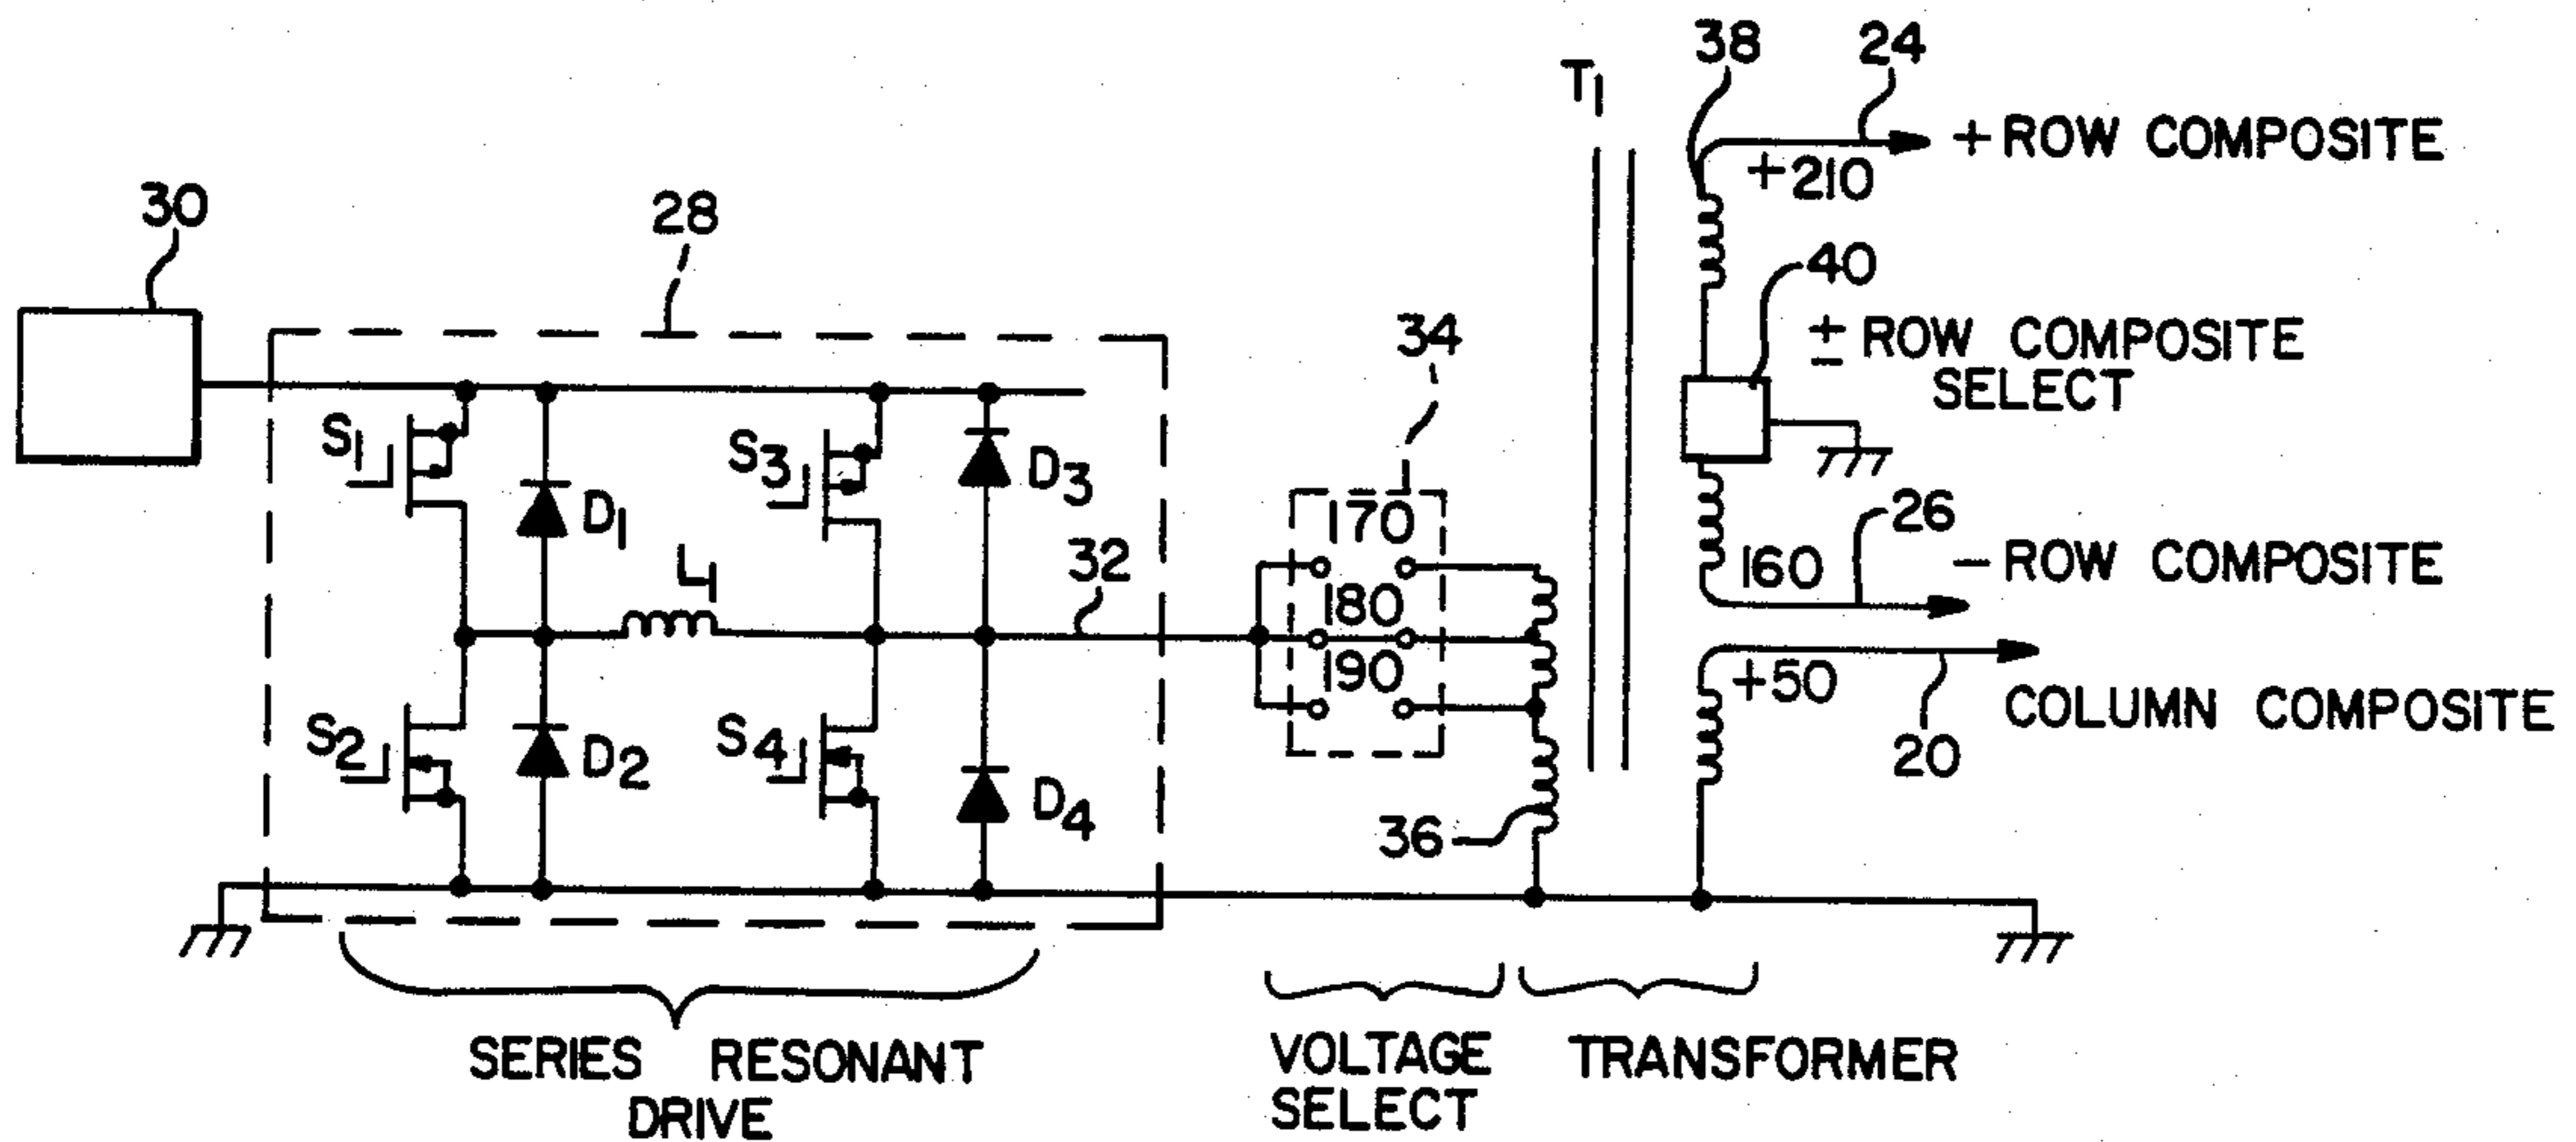 38
24
T1
+ ROW COMPOSITE
+210
30
28
40
34
± ROW COMPOSITE
SELECT
S1
S3
D3
D1
170
26
L1
32
160
- ROW COMPOSITE
180
190
+50
S2
D2
S4
COLUMN COMPOSITE
20
D4
36
SERIES RESONANT
DRIVE
VOLTAGE
SELECT
TRANSFORMER